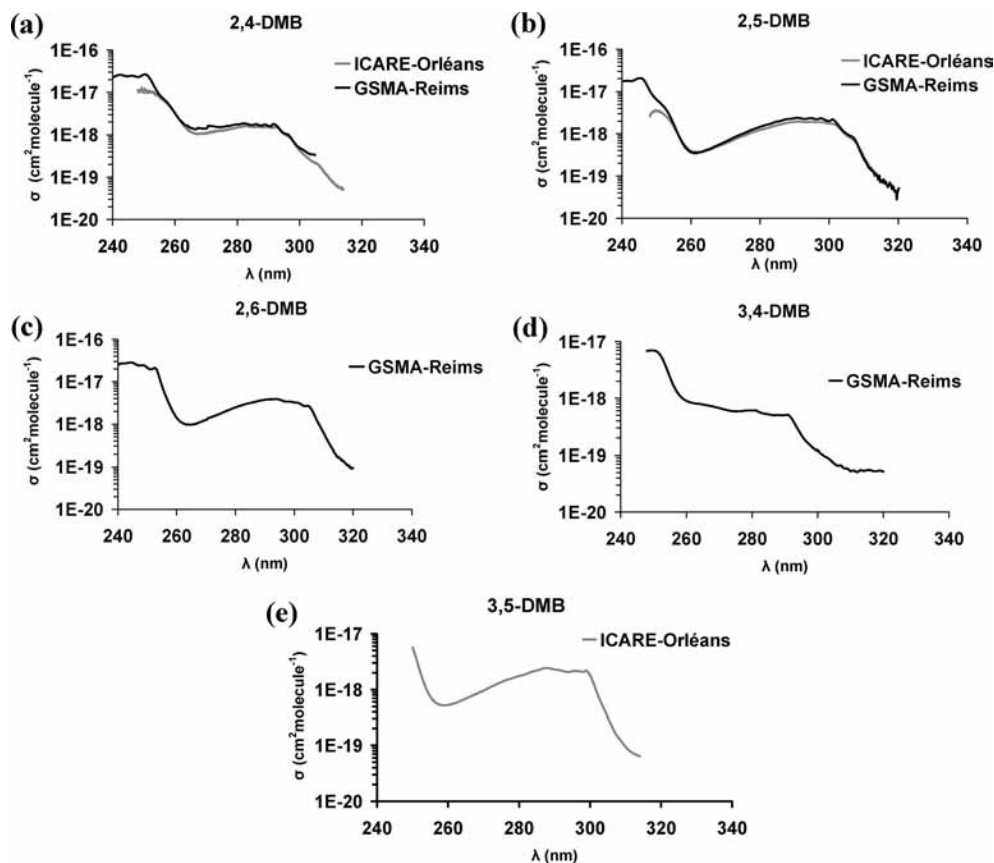 (a)
2,4-DMB
1E-16
1E-17
1E-18
1E-19
1E-20
σ (cm²molecule⁻¹)
ICARE-Orléans
GSMA-Reims
240 260 280 300 320 340
λ (nm)
(b)
2,5-DMB
1E-16
1E-17
1E-18
1E-19
1E-20
σ (cm²molecule⁻¹)
ICARE-Orléans
GSMA-Reims
240 260 280 300 320 340
λ (nm)
(c)
2,6-DMB
1E-16
1E-17
1E-18
1E-19
1E-20
σ (cm²molecule⁻¹)
GSMA-Reims
240 260 280 300 320 340
λ (nm)
(d)
3,4-DMB
1E-17
1E-18
1E-19
1E-20
σ (cm²molecule⁻¹)
GSMA-Reims
240 260 280 300 320 340
λ (nm)
(e)
3,5-DMB
1E-17
1E-18
1E-19
1E-20
σ (cm²molecule⁻¹)
ICARE-Orléans
240 260 280 300 320 340
λ (nm)